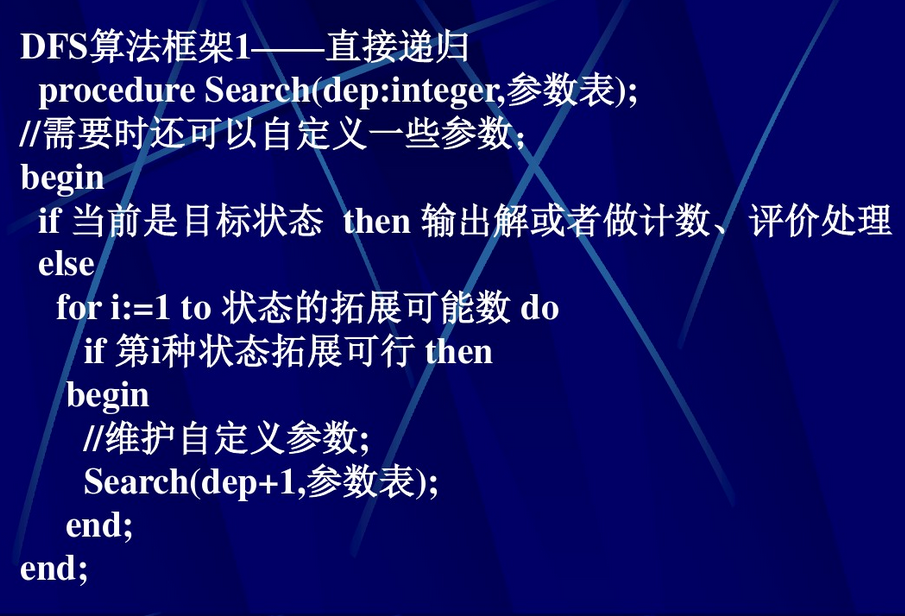 DFS算法框架1——直接递归
procedure Search(dep:integer,参数表);
//需要时还可以自定义一些参数；
begin
if 当前是目标状态 then 输出解或者做计数、评价处理
else
for i:=1 to 状态的拓展可能数 do
if 第i种状态拓展可行 then
begin
//维护自定义参数;
Search(dep+1,参数表);
end;
end;